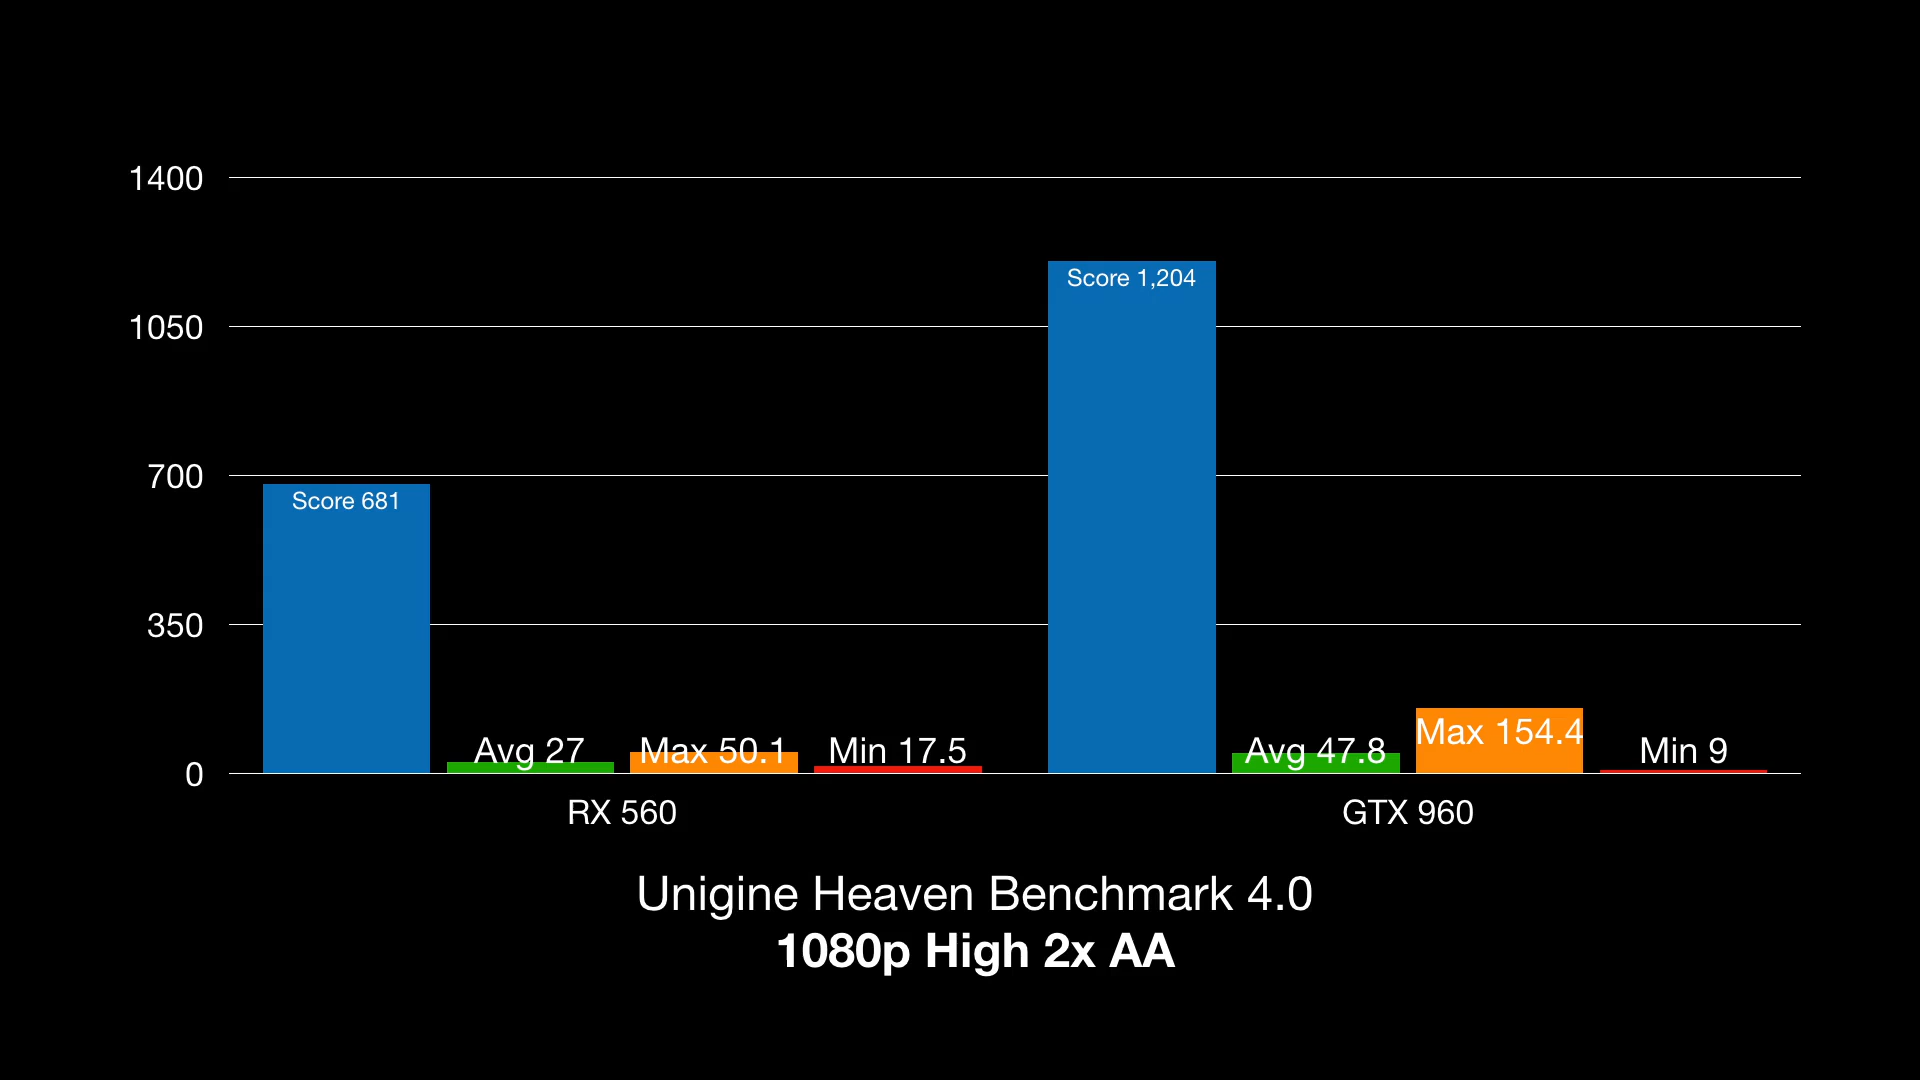 1400
1050
700
350
0
Score 681
Avg 27
Max 50.1
Min 17.5
Score 1,204
Avg 47.8
Max 154.4
Min 9
RX 560
GTX 960
Unigine Heaven Benchmark 4.0
1080p High 2x AA